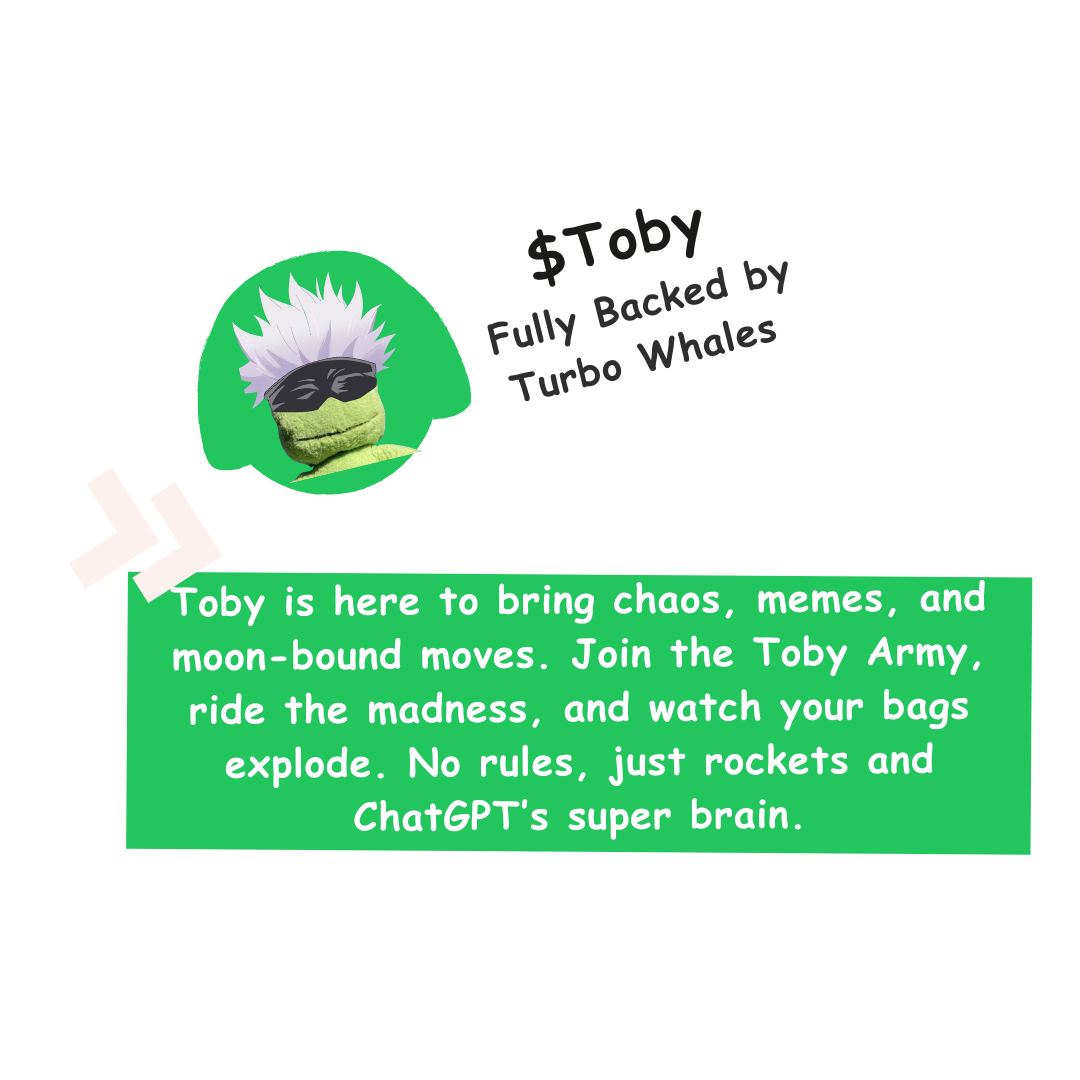 $Toby
Fully Backed by
Turbo Whales
Toby is here to bring chaos, memes, and
moon-bound moves. Join the Toby Army,
ride the madness, and watch your bags
explode. No rules, just rockets and
ChatGPT's super brain.